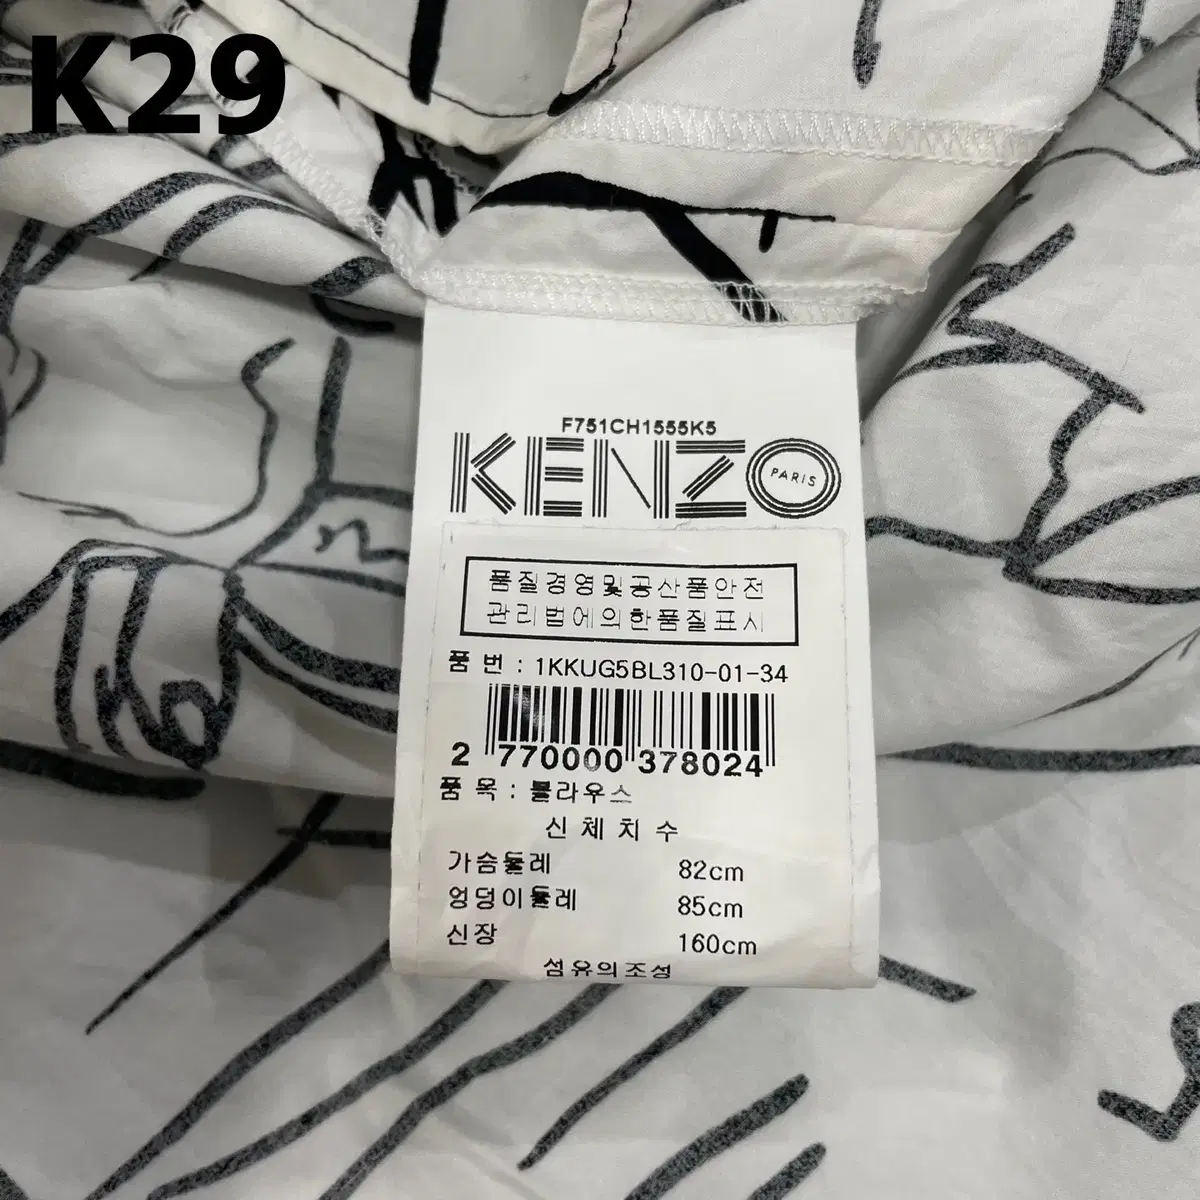 K29
F751CH1555K5
KENZO
PARIS
품질경영및공산품안전
관리법에의한품질표시
품 번 : 1KKUG5BL310-01-34
2 770000 378024
품 목 : 블라우스
신체치수
가슴둘레 82cm
엉덩이둘레 85cm
신장 160cm
섬유의조성